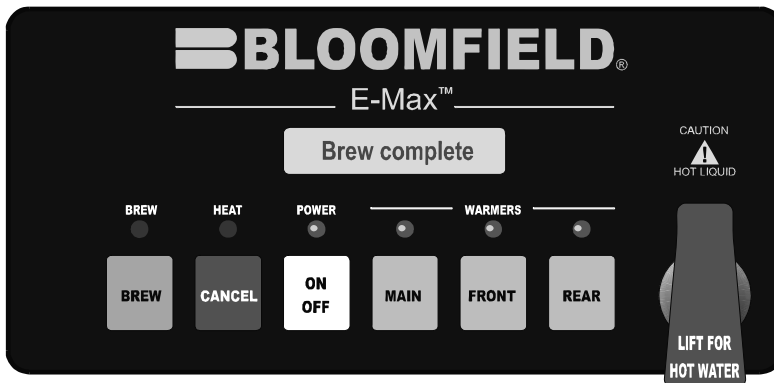 BLOOMFIELD®
E-Max™
Brew complete
CAUTION
HOT LIQUID
BREW HEAT POWER WARMERS
BREW CANCEL ON OFF MAIN FRONT REAR
LIFT FOR
HOT WATER